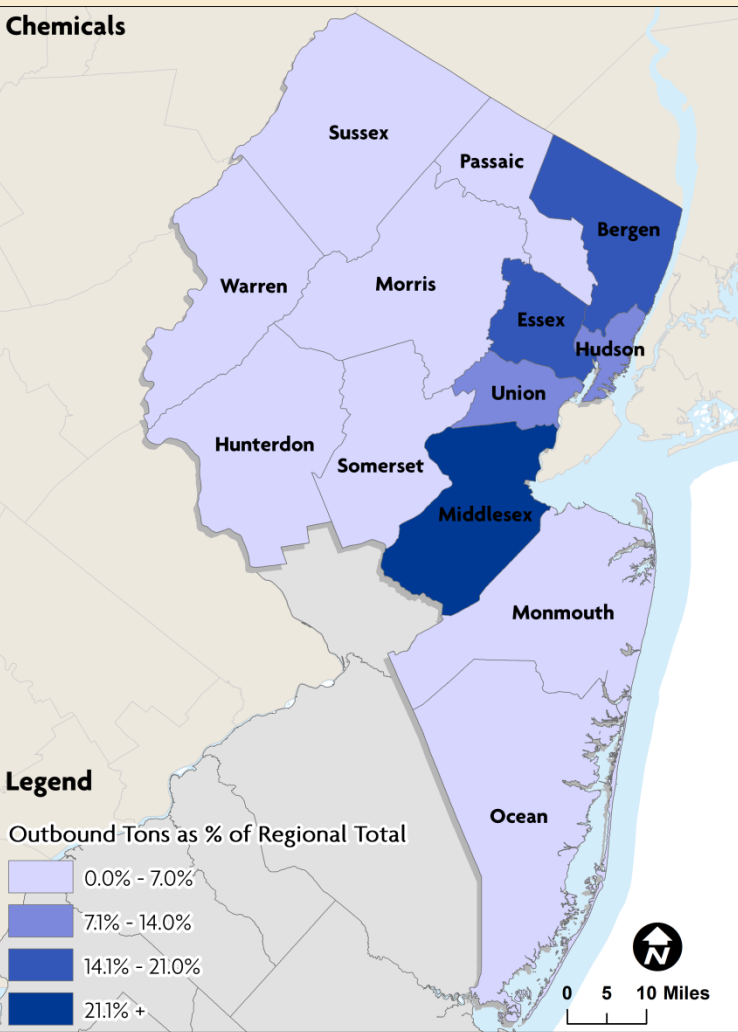 Chemicals
Sussex
Passaic
Bergen
Warren
Morris
Essex
Hudson
Union
Hunterdon
Somerset
Middlesex
Monmouth
Ocean
Legend
Outbound Tons as % of Regional Total
0.0% - 7.0%
7.1% - 14.0%
14.1% - 21.0%
21.1% +
N
0 5 10 Miles